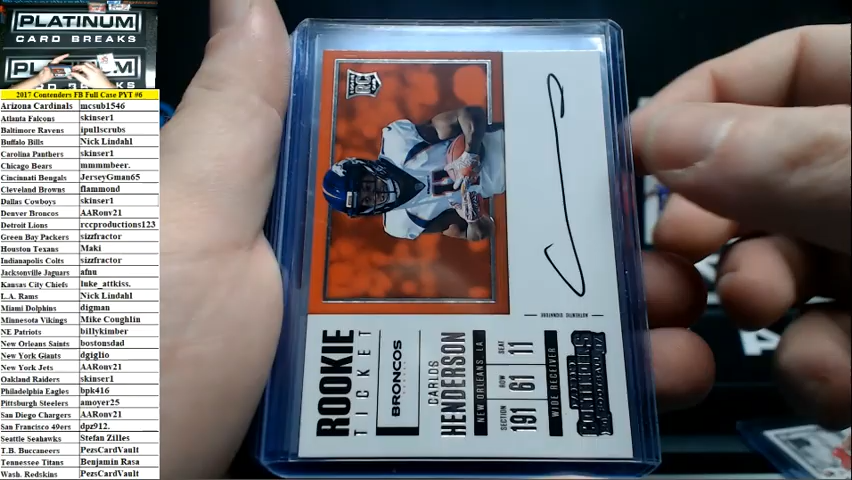 PLATINUM
CARD BREAKS
PLATINUM
2017 Contenders FB Full Case PYT #6
Arizona Cardinals mcsub1546
Atlanta Falcons skinser1
Baltimore Ravens ipullscrubs
Buffalo Bills Nick Lindahl
Carolina Panthers skinser1
Chicago Bears mmmmbeer.
Cincinnati Bengals JerseyGman65
Cleveland Browns flammond
Dallas Cowboys skinser1
Denver Broncos AARonv21
Detroit Lions rccproductions123
Green Bay Packers sizzfractor
Houston Texans Maki
Indianapolis Colts sizzfractor
Jacksonville Jaguars afnu
Kansas City Chiefs luke_attkiss.
L.A. Rams Nick Lindahl
Miami Dolphins digman
Minnesota Vikings Mike Coughlin
NE Patriots billykimber
New Orleans Saints bostonsdad
New York Giants dgiglio
New York Jets AARonv21
Oakland Raiders skinser1
Philadelphia Eagles bpk416
Pittsburgh Steelers amoyer25
San Diego Chargers AARonv21
San Francisco 49ers dpz912.
Seattle Seahawks Stefan Zilles
T.B. Buccaneers PezsCardVault
Tennessee Titans Benjamin Rasa
Wash. Redskins PezsCardVault
RC
ROOKIE
TICKET
BRONCOS
CARLOS
HENDERSON
NEW ORLEANS, LA
SECTION ROW SEAT
191 61 11
WIDE RECEIVER
CONTENDERS
AUTHENTIC SIGNATURE